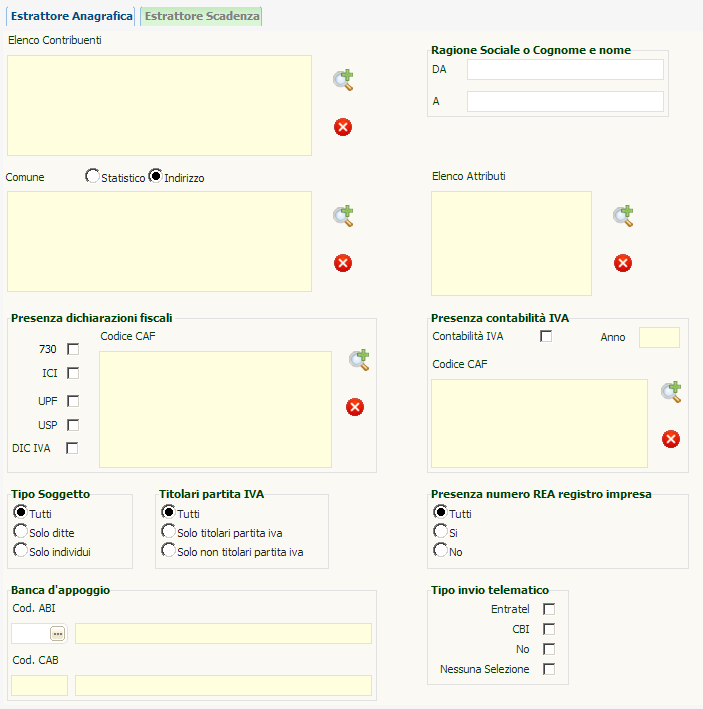 Estrattore Anagrafica Estrattore Scadenza
Elenco Contribuenti
Ragione Sociale o Cognome e nome
DA
A
Comune Statistico Indirizzo
Elenco Attributi
Presenza dichiarazioni fiscali
730
ICI
UPF
USP
DIC IVA
Codice CAF
Presenza contabilità IVA
Contabilità IVA Anno
Codice CAF
Tipo Soggetto
Tutti
Solo ditte
Solo individui
Titolari partita IVA
Tutti
Solo titolari partita iva
Solo non titolari partita iva
Presenza numero REA registro impresa
Tutti
Si
No
Banca d'appoggio
Cod. ABI
...
Cod. CAB
Tipo invio telematico
Entratel
CBI
No
Nessuna Selezione